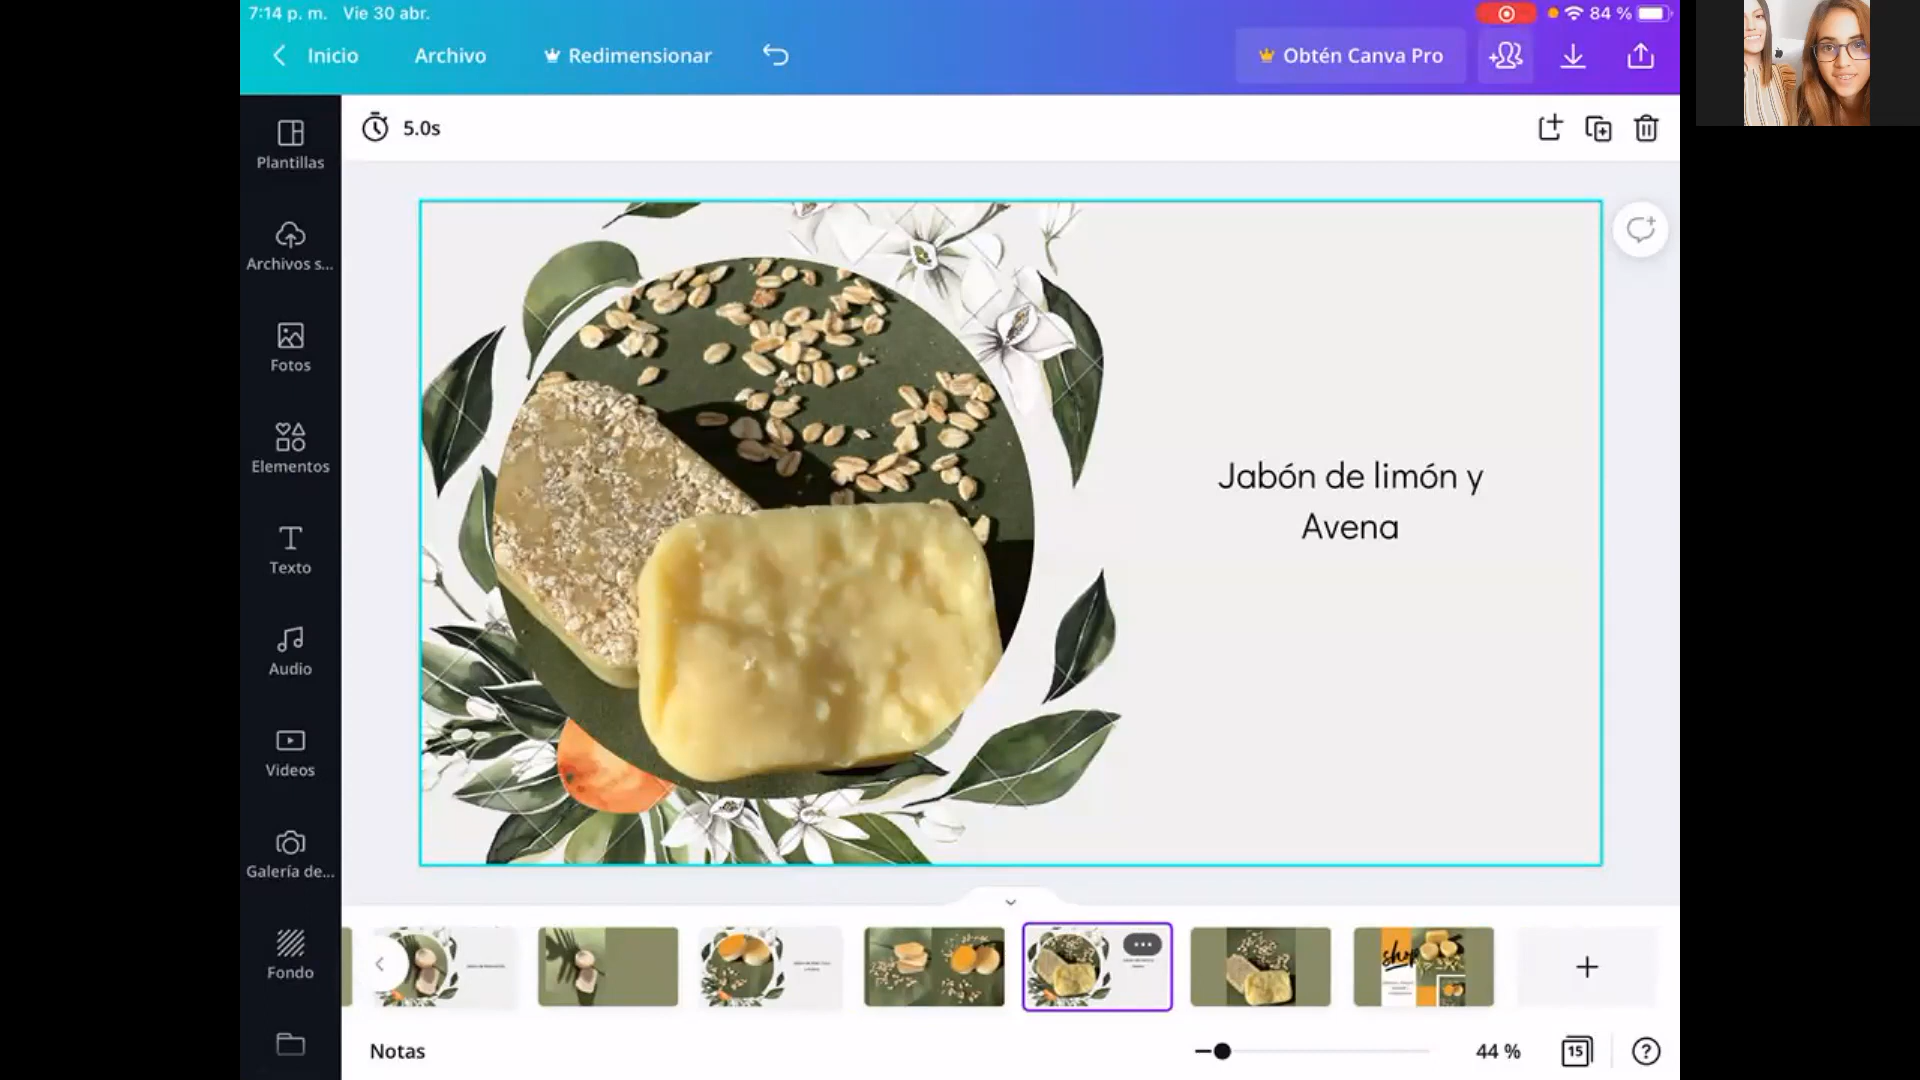 7:14 p. m. Vie 30 abr.
84 %
Inicio
Archivo
Redimensionar
Obtén Canva Pro
5.0s
Plantillas
Archivos s...
Fotos
Elementos
Texto
Audio
Videos
Galería de...
Fondo
Jabón de limón y
Avena
shop
Notas
44 %
15
?